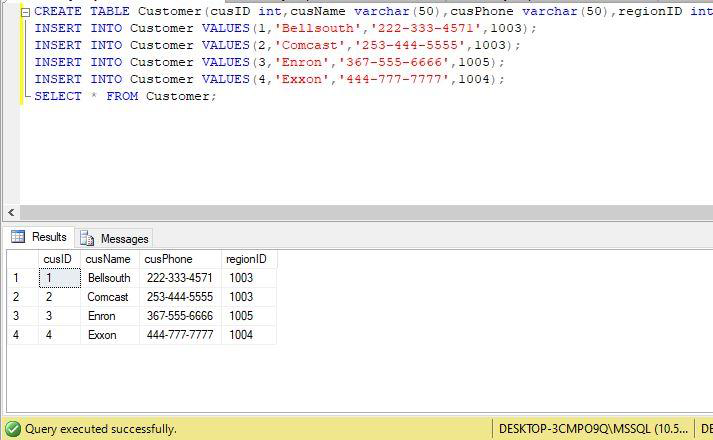 CREATE TABLE Customer(cusID int,cusName varchar(50),cusPhone varchar(50),regionID int
INSERT INTO Customer VALUES(1,'Bellsouth','222-333-4571',1003);
INSERT INTO Customer VALUES(2,'Comcast','253-444-5555',1003);
INSERT INTO Customer VALUES(3,'Enron','367-555-6666',1005);
INSERT INTO Customer VALUES(4,'Exxon','444-777-7777',1004);
SELECT * FROM Customer;
Results Messages
cusID cusName cusPhone regionID
1 1 Bellsouth 222-333-4571 1003
2 2 Comcast 253-444-5555 1003
3 3 Enron 367-555-6666 1005
4 4 Exxon 444-777-7777 1004
Query executed successfully. DESKTOP-3CMPO9Q\MSSQL (10.5... DE